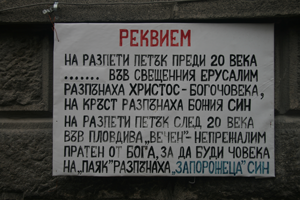 РЕКВИЕМ
НА РАЗПЕТИ ПЕТЪК ПРЕДИ 20 ВЕКА
....... ВЪВ СВЕЩЕННИЯ ЕРУСАЛИМ
РАЗПЪНАХА ХРИСТОС - БОГОЧОВЕКА,
НА КРЪСТ РАЗПЪНАХА БОЖИЯ СИН
НА РАЗПЕТИ ПЕТЪК СЛЕД 20 ВЕКА
ВЪВ ПЛОВДИВА „ВЕЧЕН"- НЕПРЕЖАЛИМ
ПРАТЕН ОТ БОГА, ЗА ДА БУДИ ЧОВЕКА
НА „ПАЯК" РАЗПЪНАХА „ЗАПОРОЖЕЦА" СИН